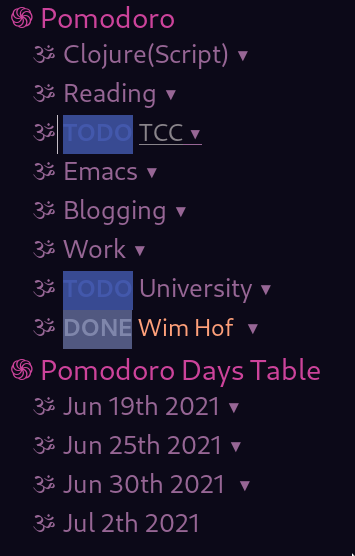 ֍ Pomodoro
ॐ Clojure(Script) ▾
ॐ Reading ▾
ॐ TODO TCC ▾
ॐ Emacs ▾
ॐ Blogging ▾
ॐ Work ▾
ॐ TODO University ▾
ॐ DONE Wim Hof ▾
֍ Pomodoro Days Table
ॐ Jun 19th 2021 ▾
ॐ Jun 25th 2021 ▾
ॐ Jun 30th 2021 ▾
ॐ Jul 2th 2021